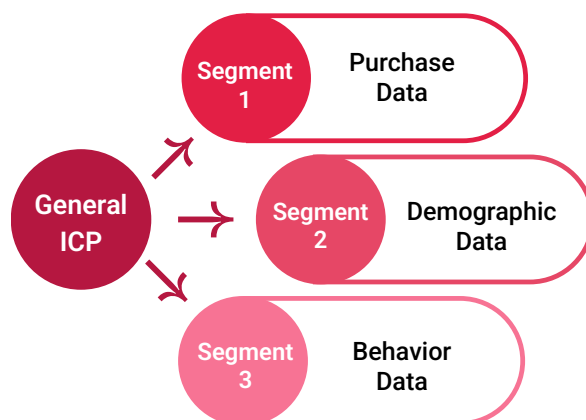 Segment
1
Purchase
Data
General
ICP
Segment
2
Demographic
Data
Segment
3
Behavior
Data